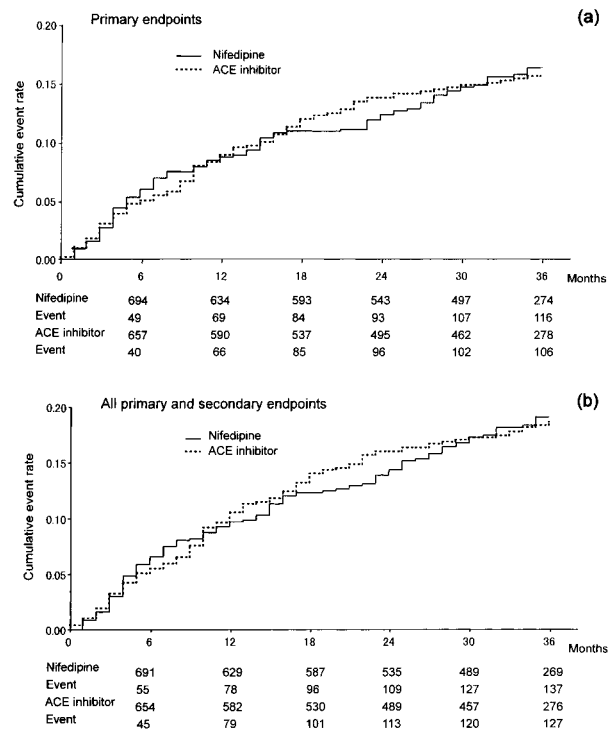 Primary endpoints
(a)
Nifedipine
ACE inhibitor
Cumulative event rate
0.20
0.15
0.10
0.05
0.00
0 6 12 18 24 30 36 Months
Nifedipine 694 634 593 543 497 274
Event 49 69 84 93 107 116
ACE inhibitor 657 590 537 495 462 278
Event 40 66 85 96 102 106
(b)
All primary and secondary endpoints
Nifedipine
ACE inhibitor
Cumulative event rate
0.20
0.15
0.10
0.05
0.00
0 6 12 18 24 30 36 Months
Nifedipine 691 629 587 535 489 269
Event 55 78 96 109 127 137
ACE inhibitor 654 582 530 489 457 276
Event 45 79 101 113 120 127